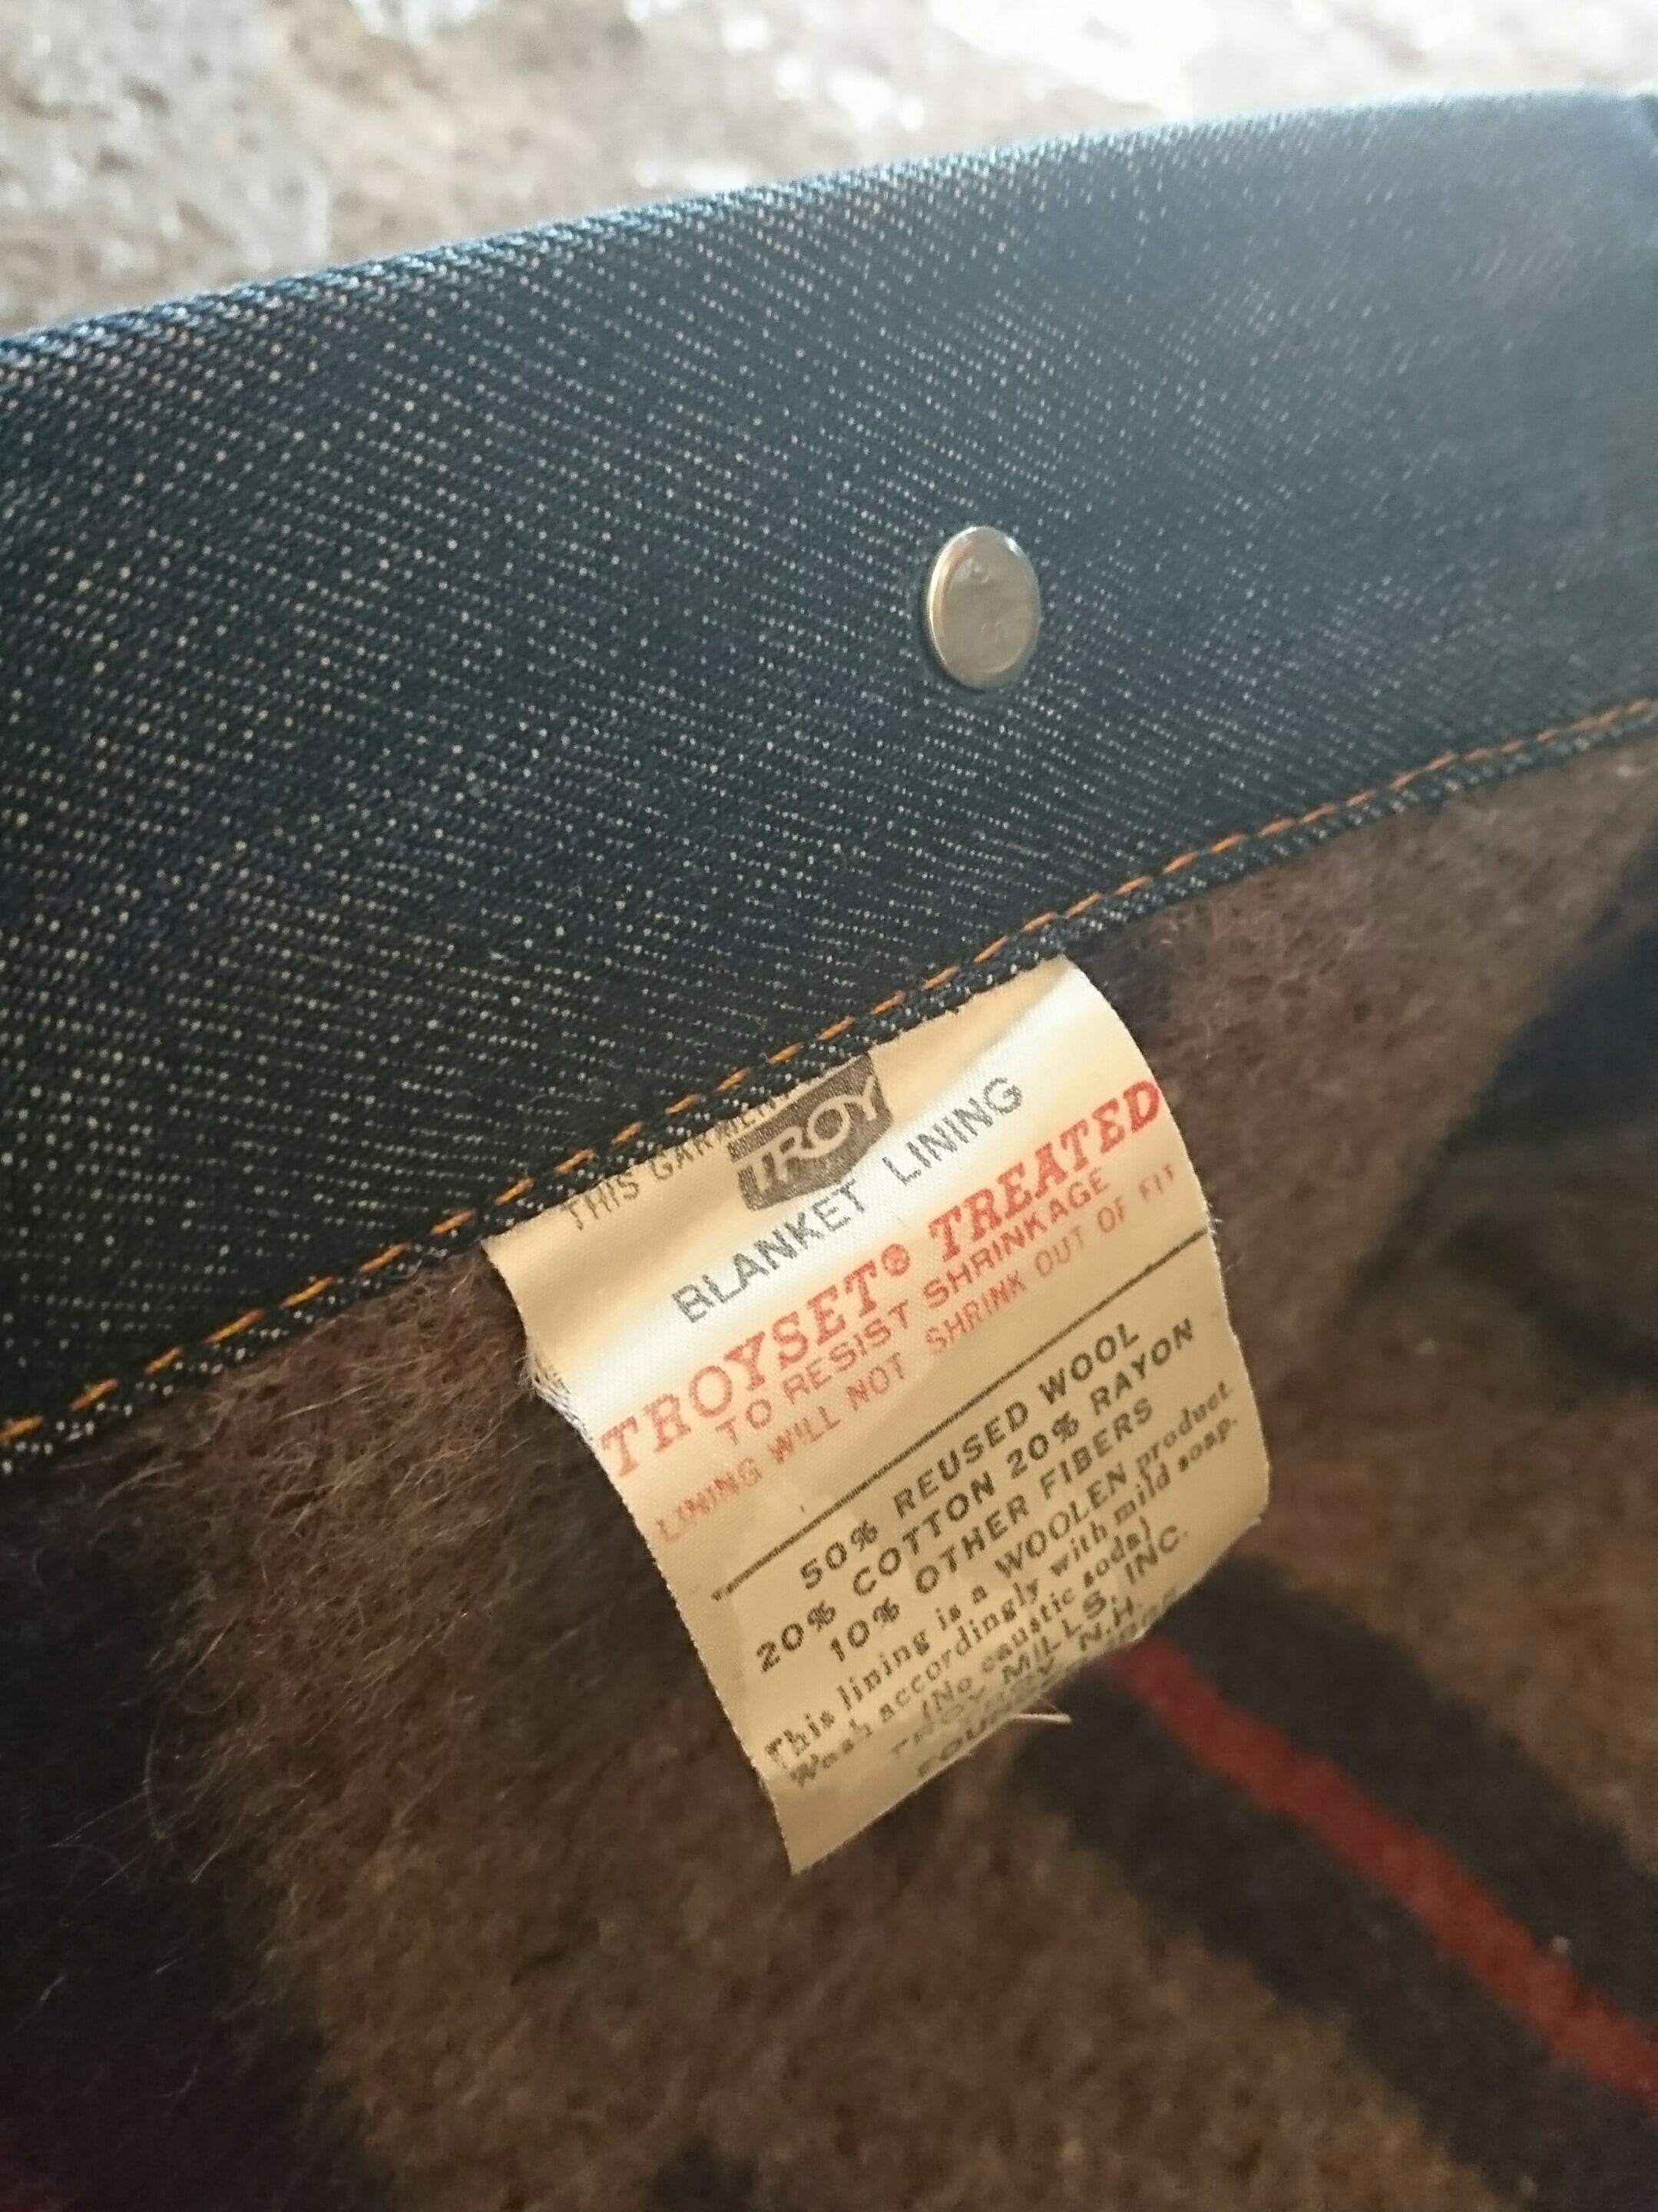 THIS GARMENT
TROY
BLANKET LINING
TROYSET® TREATED
TO RESIST SHRINKAGE
LINING WILL NOT SHRINK OUT OF FIT
50% REUSED WOOL
20% COTTON 20% RAYON
10% OTHER FIBERS
This lining is a WOOLEN product
Wash accordingly with mild soap.
(No caustic soda)
TROY MILLS, INC.
TROY, N.H.